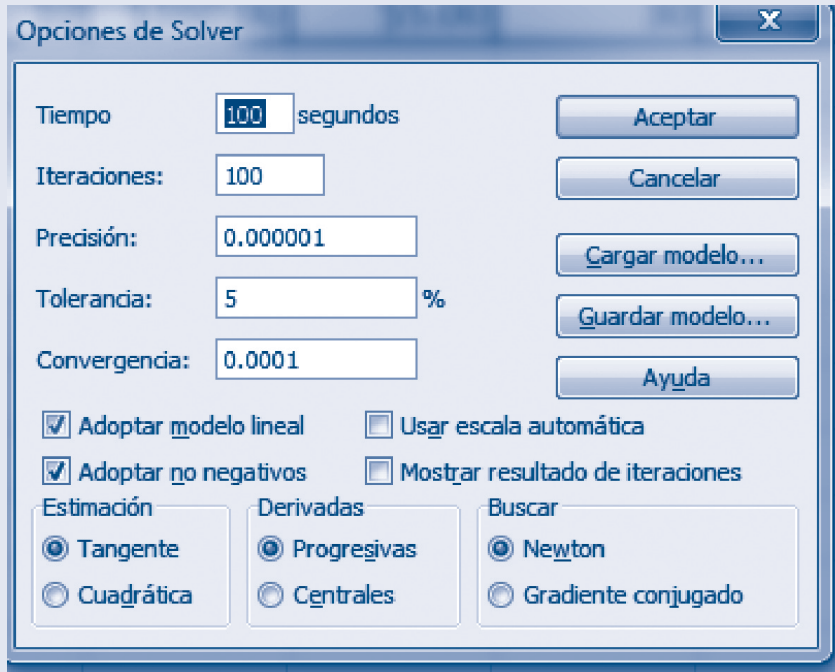 Opciones de Solver
X
Tiempo 100 segundos
Aceptar
Iteraciones: 100
Cancelar
Precisión: 0.000001
Cargar modelo...
Tolerancia: 5 %
Guardar modelo...
Convergencia: 0.0001
Ayuda
Adoptar modelo lineal
Usar escala automática
Adoptar no negativos
Mostrar resultado de iteraciones
Estimación
Tangente
Cuadrática
Derivadas
Progresivas
Centrales
Buscar
Newton
Gradiente conjugado